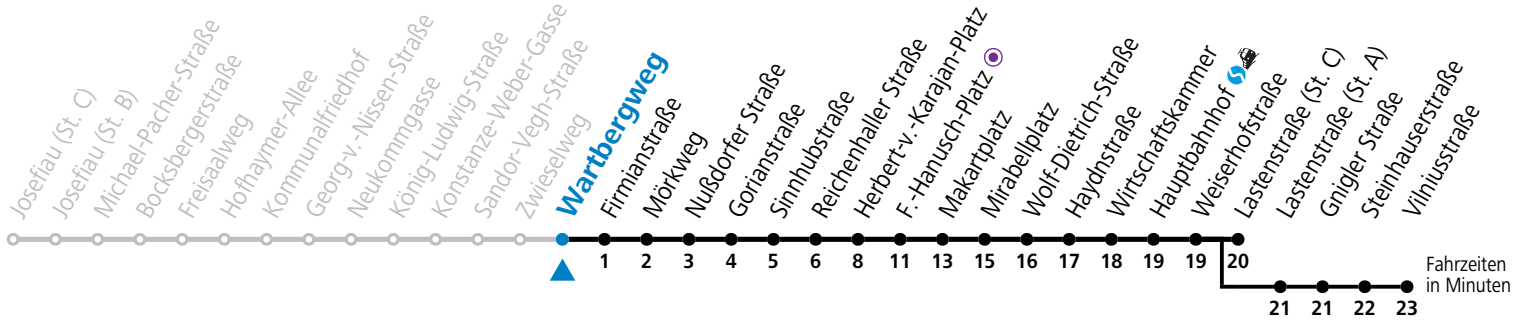 Josefiau (St. C)
Josefiau (St. B)
Michael-Pacher-Straße
Bocksbergerstraße
Freisaalweg
Hofhaymer-Allee
Kommunalfriedhof
Georg-v.-Nissen-Straße
Neukommgasse
König-Ludwig-Straße
Konstanze-Weber-Gasse
Sandor-Vegh-Straße
Zwieselweg
Wartbergweg
Firmianstraße
Mörkweg
Nußdorfer Straße
Gorianstraße
Sinnhubstraße
Reichenhaller Straße
Herbert-v.-Karajan-Platz
F.-Hanusch-Platz
Makartplatz
Mirabellplatz
Wolf-Dietrich-Straße
Haydnstraße
Wirtschaftskammer
Hauptbahnhof
Weiserhofstraße
Lastenstraße (St. C)
Lastenstraße (St. A)
Gnigler Straße
Steinhauserstraße
Vilniusstraße
1 2 3 4 5 6 8 11 13 15 16 17 18 19 19 20
Fahrzeiten
in Minuten
21 21 22 23